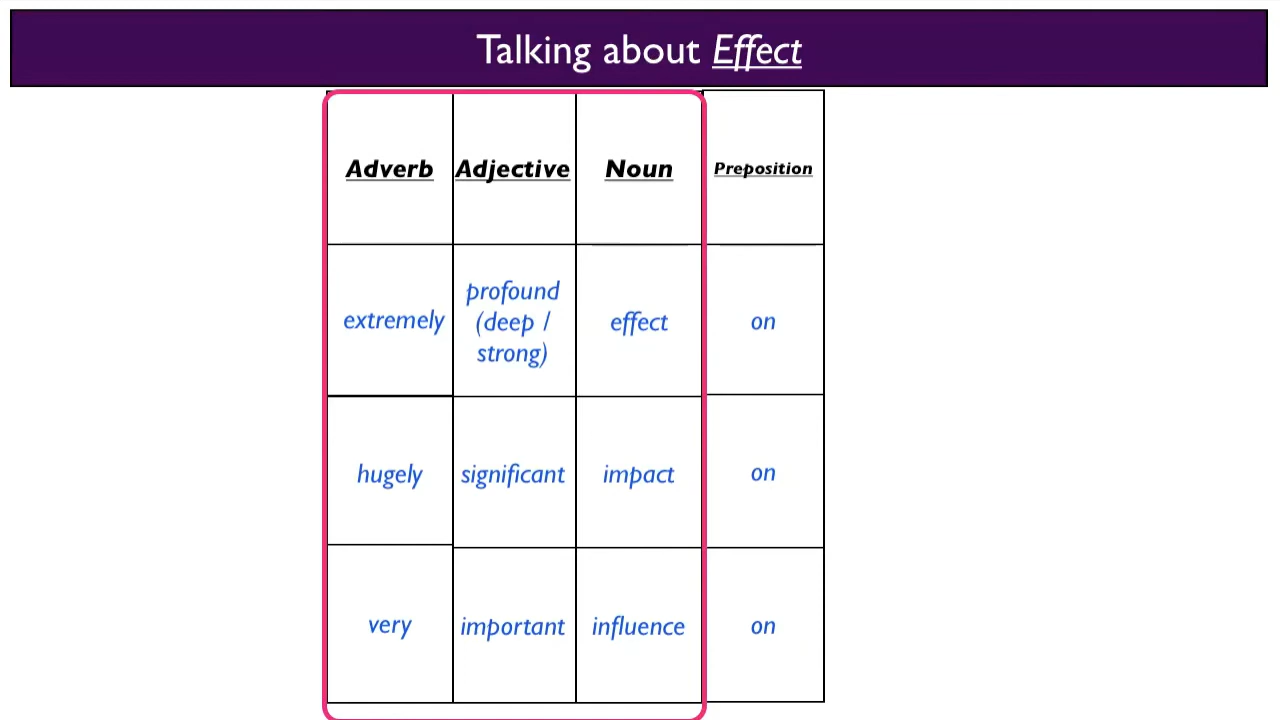 Talking about Effect
Adverb Adjective Noun Preposition
extremely profound (deep / strong) effect on
hugely significant impact on
very important influence on